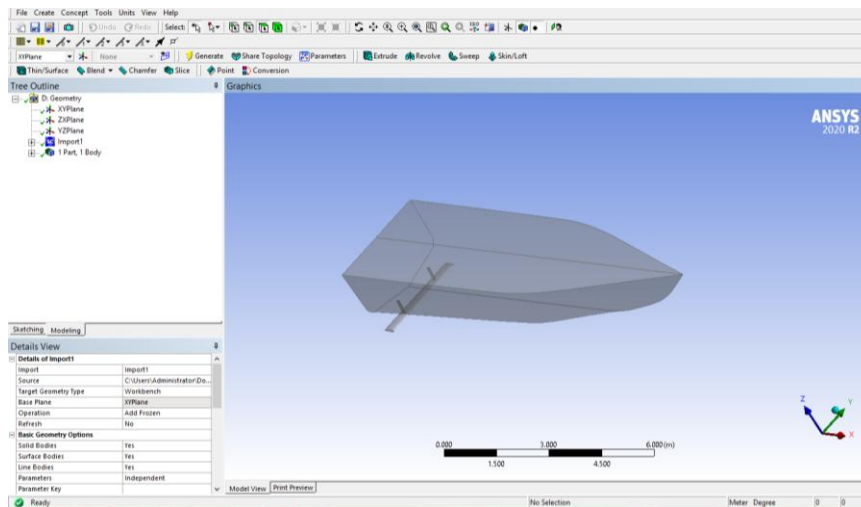 File Create Concept Tools Units View Help
Undo Redo Select:
XYPlane None Generate Share Topology Parameters Extrude Revolve Sweep Skin/Loft
Thin/Surface Blend Chamfer Slice Point Conversion
Tree Outline
D: Geometry
XYPlane
ZXPlane
YZPlane
Import1
1 Part, 1 Body
Sketching Modeling
Details View
Details of Import1
Import Import1
Source C:\Users\Administrator\Do...
Target Geometry Type Workbench
Base Plane XYPlane
Operation Add Frozen
Refresh No
Basic Geometry Options
Solid Bodies Yes
Surface Bodies Yes
Line Bodies Yes
Parameters Independent
Parameter Key
Graphics
ANSYS
2020 R2
Z
Y
X
0.000 3.000 6.000 (m)
1.500 4.500
Model View Print Preview
Ready No Selection Meter Degree 0 0